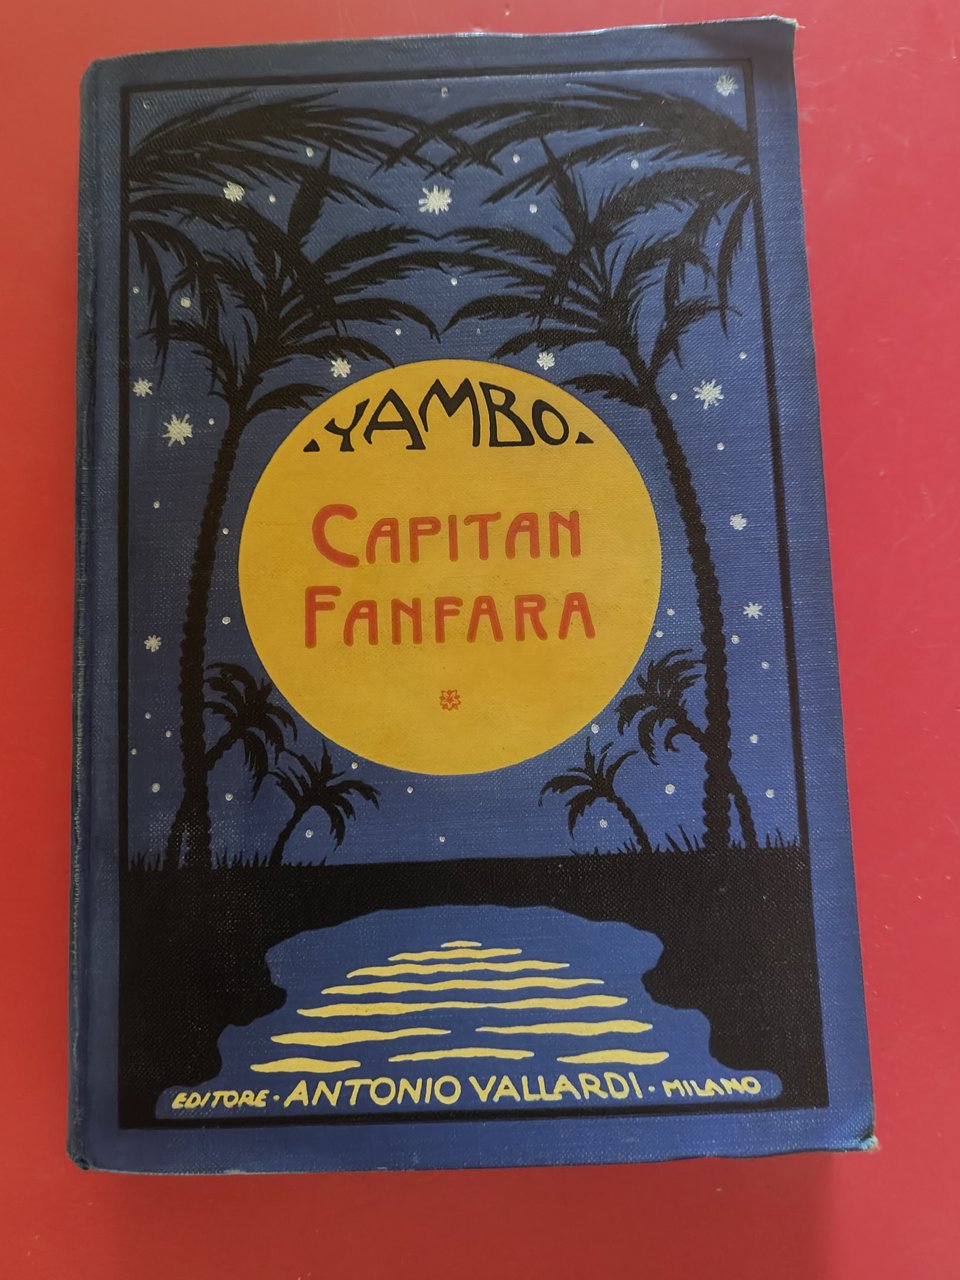 YAMBO
CAPITAN
FANFARA
EDITORE · ANTONIO VALLARDI · MILANO